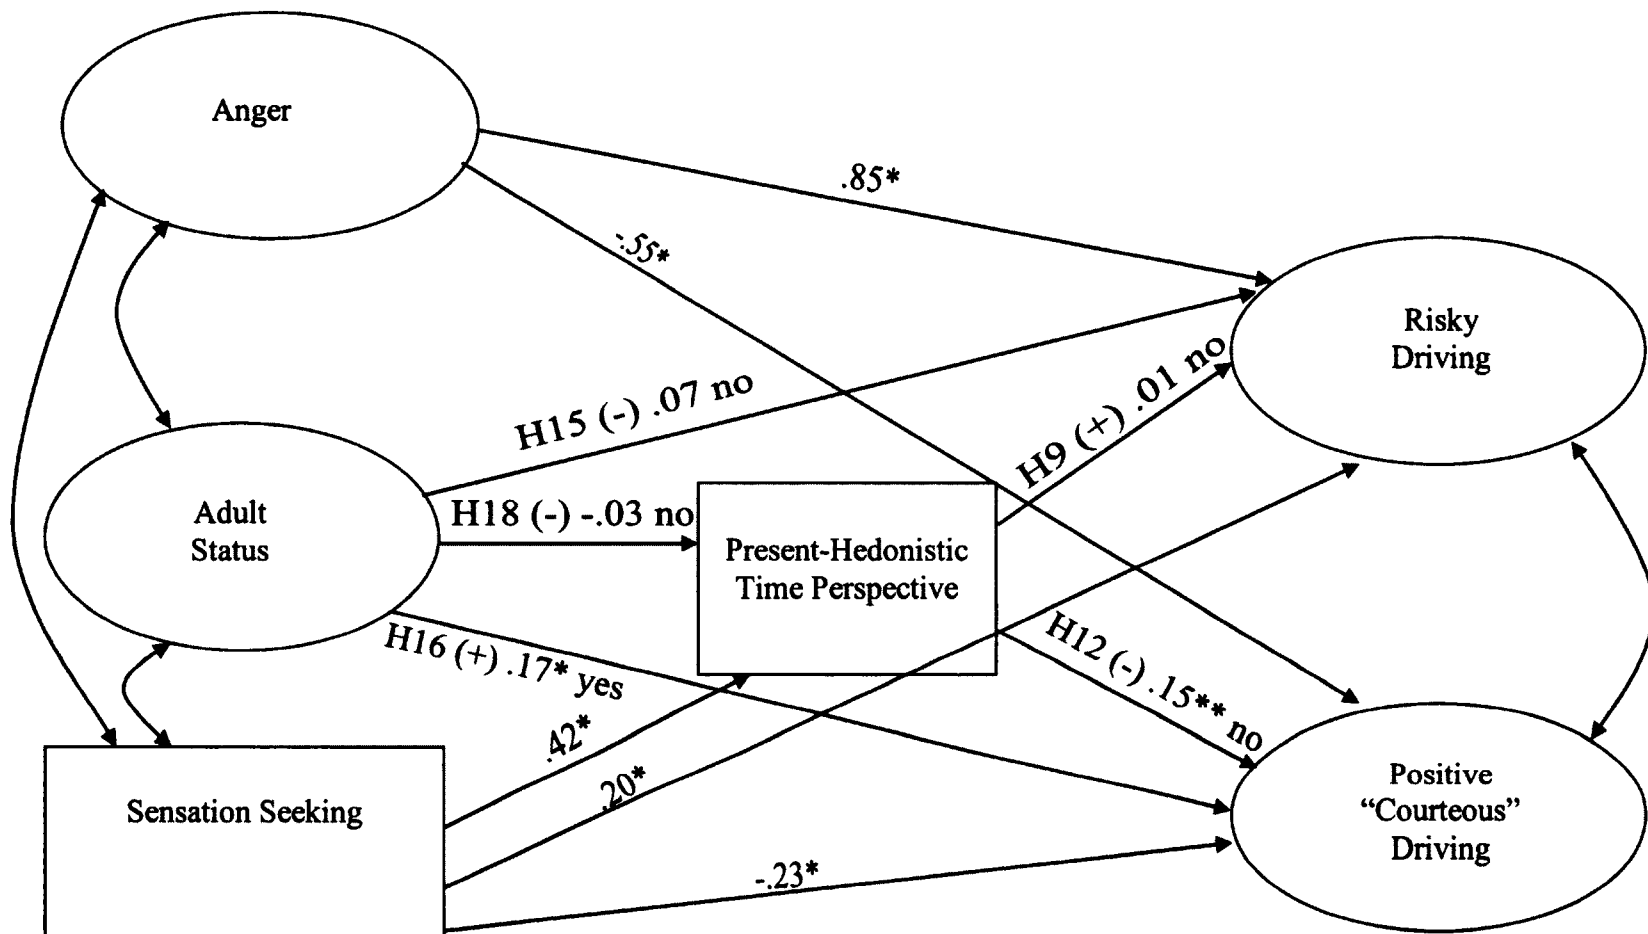 Anger
.85*
-.55*
Risky
Driving
H15 (-) .07 no
H9 (+) .01 no
Adult
Status
H18 (-) -.03 no
Present-Hedonistic
Time Perspective
H16 (+) .17* yes
H12 (-) .15** no
.42*
.20*
Sensation Seeking
-.23*
Positive
“Courteous”
Driving